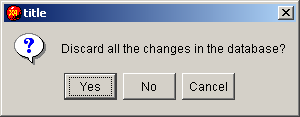 title
Discard all the changes in the database?
Yes No Cancel